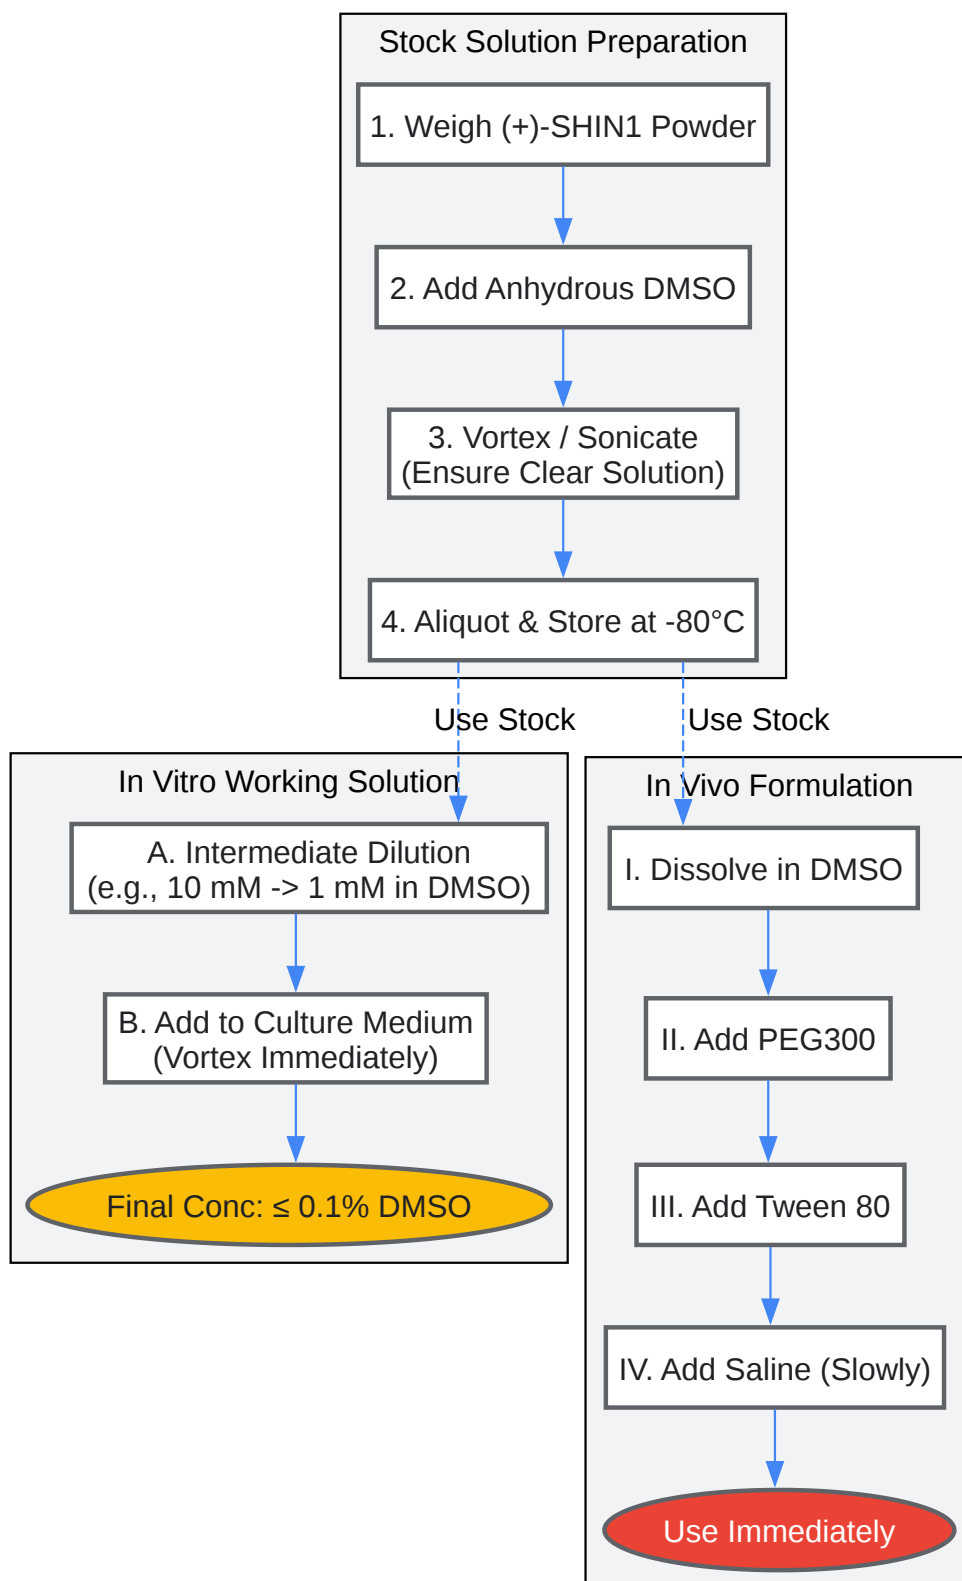 Stock Solution Preparation
1. Weigh (+)-SHIN1 Powder
2. Add Anhydrous DMSO
3. Vortex / Sonicate
(Ensure Clear Solution)
4. Aliquot & Store at -80°C
Use Stock
Use Stock
In Vitro Working Solution
A. Intermediate Dilution
(e.g., 10 mM -> 1 mM in DMSO)
B. Add to Culture Medium
(Vortex Immediately)
Final Conc: ≤ 0.1% DMSO
In Vivo Formulation
I. Dissolve in DMSO
II. Add PEG300
III. Add Tween 80
IV. Add Saline (Slowly)
Use Immediately